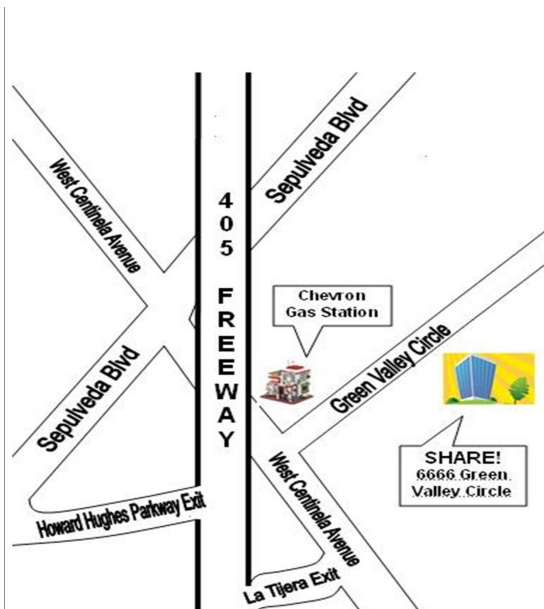 Sepulveda Blvd
West Centinela Avenue
405 FREEWAY
Chevron
Gas Station
Green Valley Circle
Sepulveda Blvd
SHARE!
6666 Green
Valley Circle
West Centinela Avenue
Howard Hughes Parkway Exit
La Tijera Exit